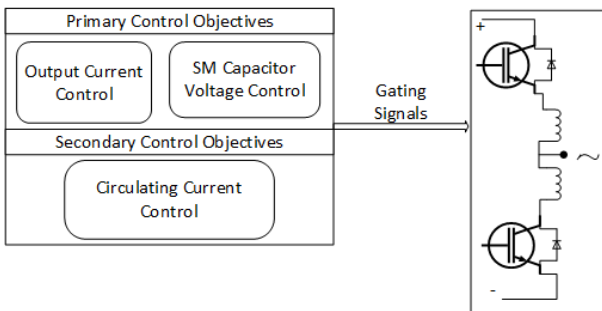 Primary Control Objectives
Output Current
Control
SM Capacitor
Voltage Control
Secondary Control Objectives
Circulating Current
Control
Gating
Signals
+
~
-